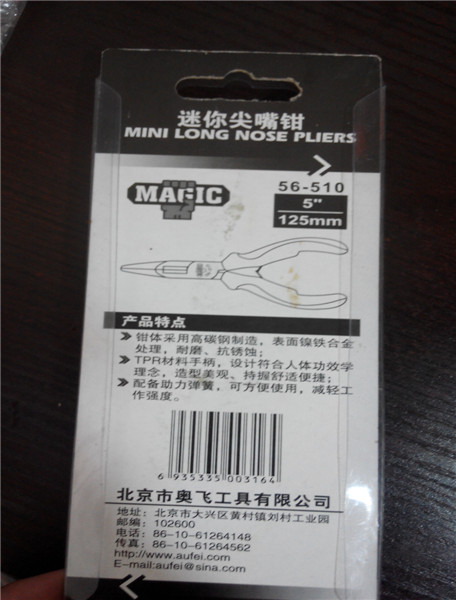 迷你尖嘴钳
MINI LONG NOSE PLIERS
MAGIC
56-510
5"
125mm
产品特点
钳体采用高碳钢制造,表面镍铁合金
处理,耐磨、抗锈蚀;
TPR材料手柄,设计符合人体功效学
理念,造型美观、持握舒适便捷;
配备助力弹簧,可方便使用,减轻工
作强度。
6 935335 003164
北京市奥飞工具有限公司
地址:北京市大兴区黄村镇刘村工业园
邮编:102600
电话:86-10-61264148
传真:86-10-61264562
http://www.aufei.com
E-mail:aufei@sina.com